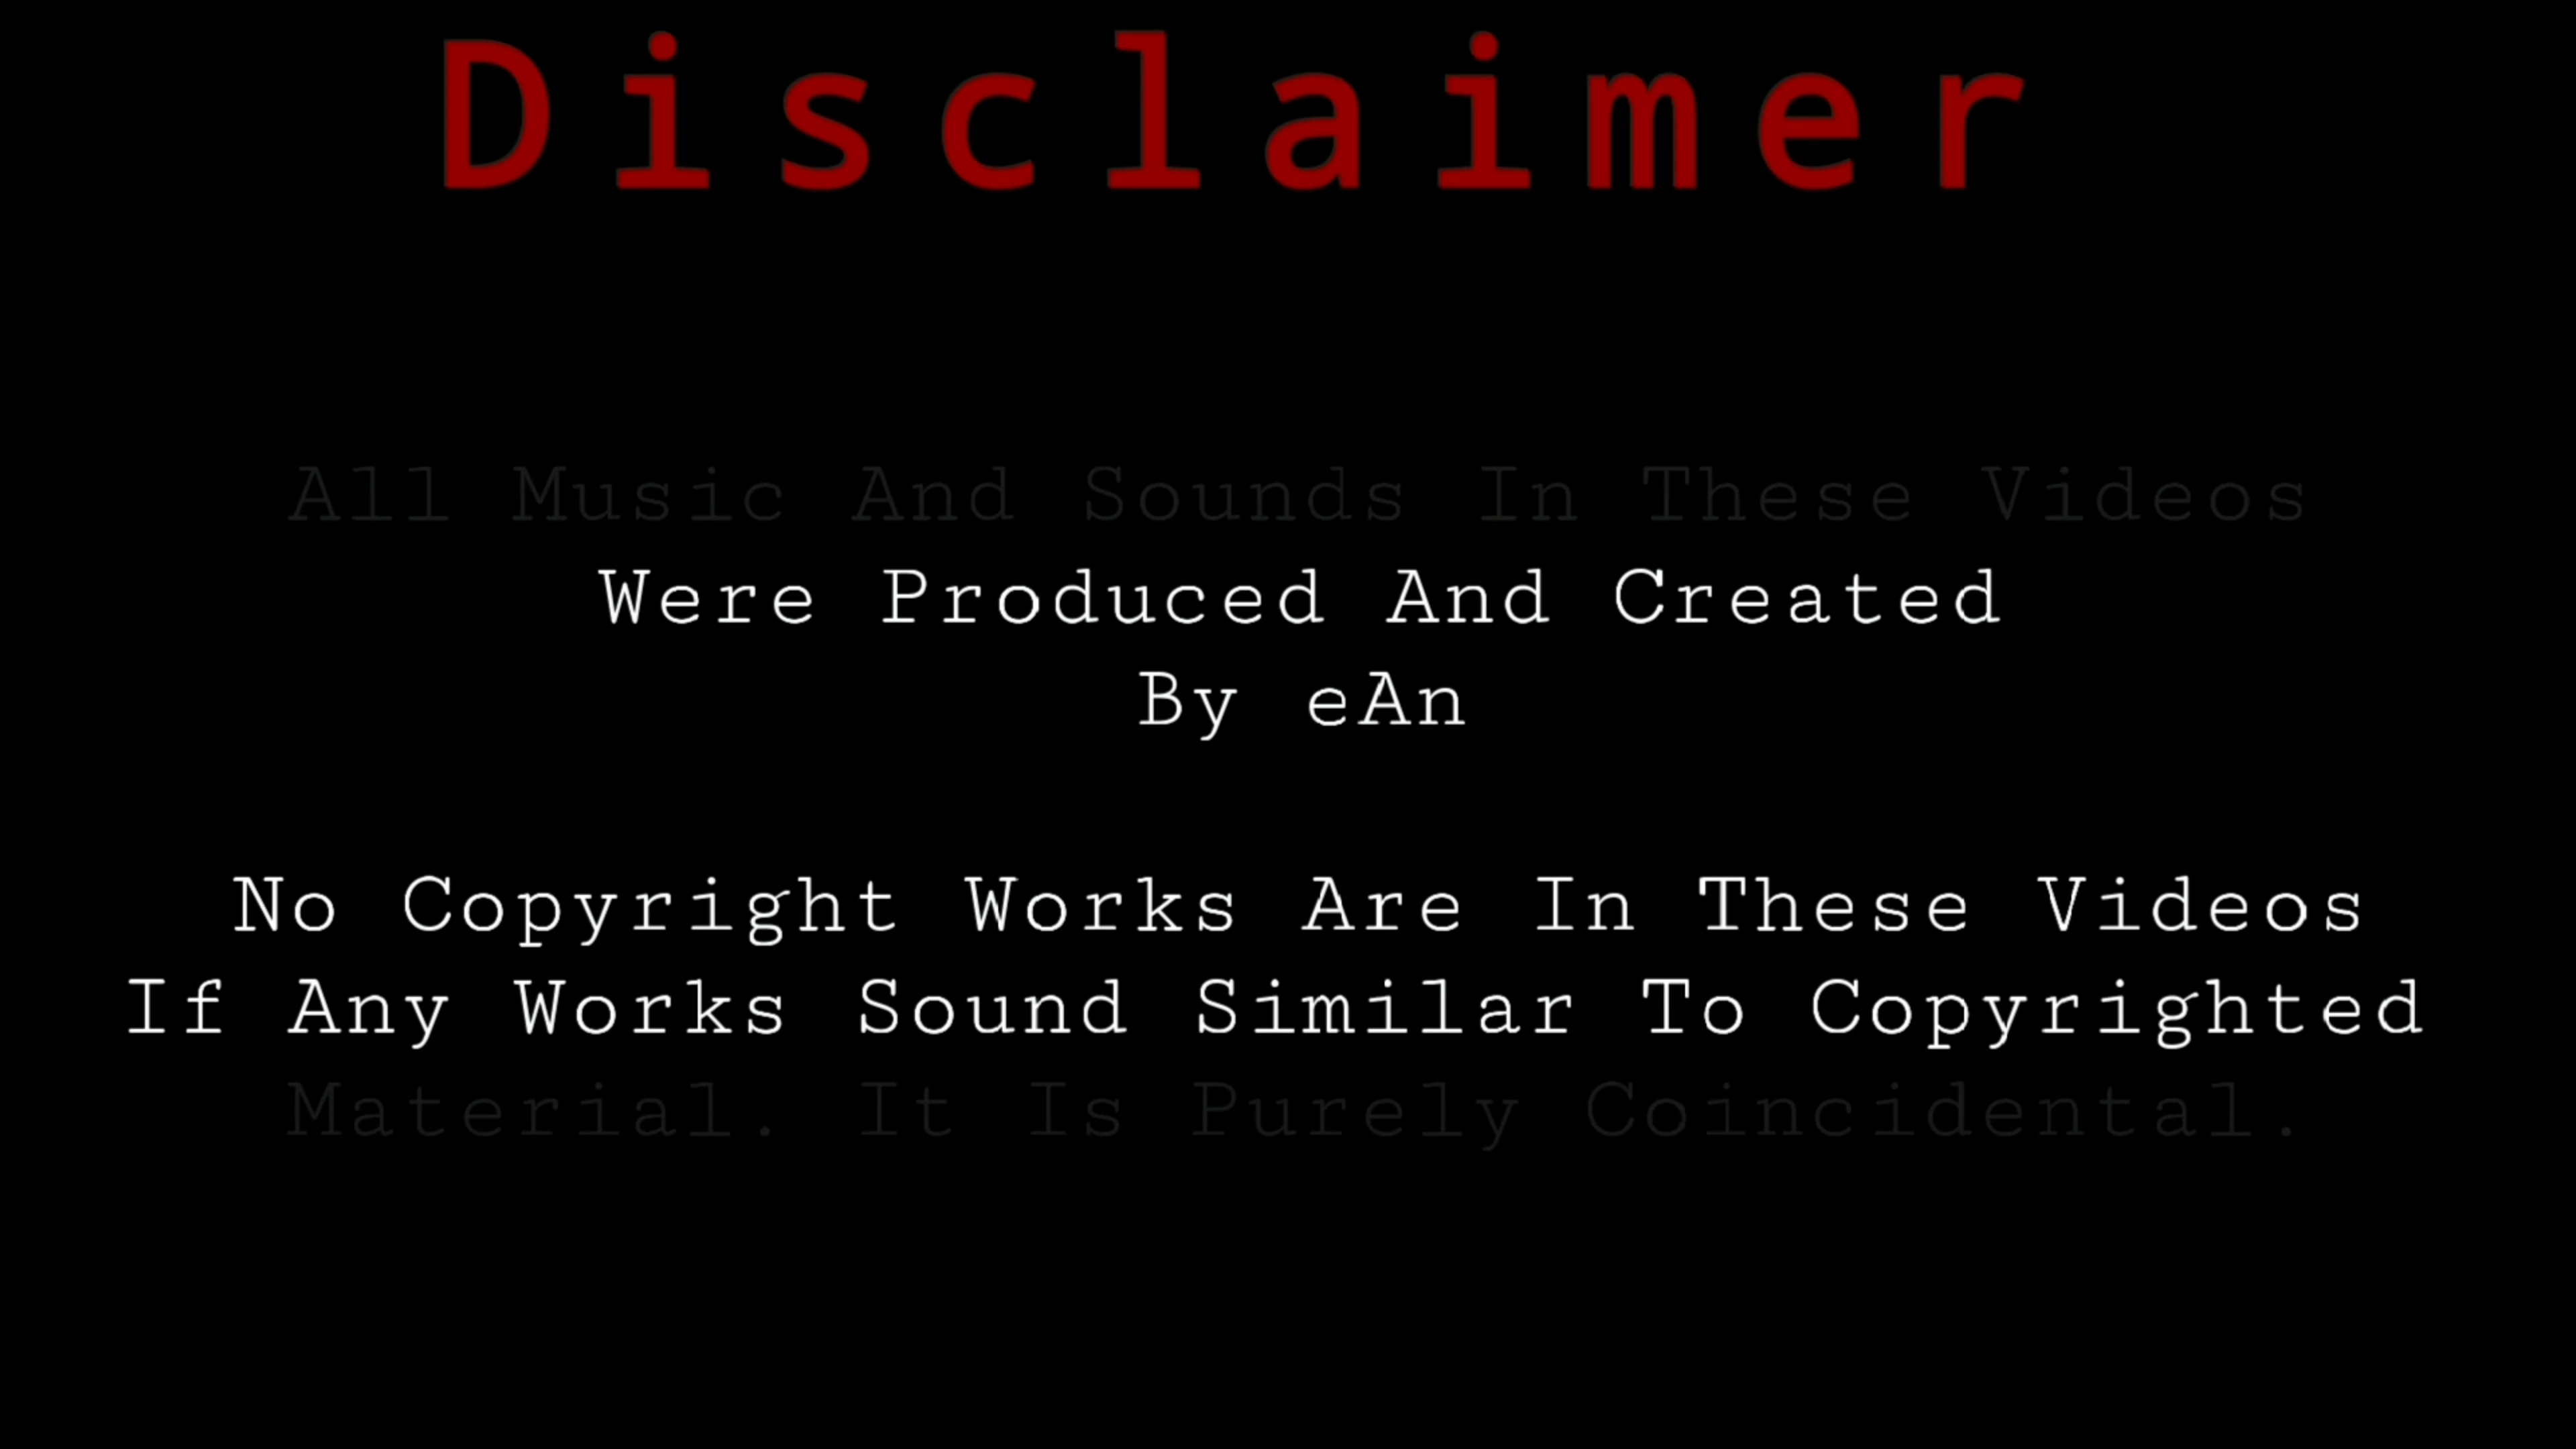 Disclaimer
All Music And Sounds In These Videos
Were Produced And Created
By eAn
No Copyright Works Are In These Videos
If Any Works Sound Similar To Copyrighted
Material. It Is Purely Coincidental.